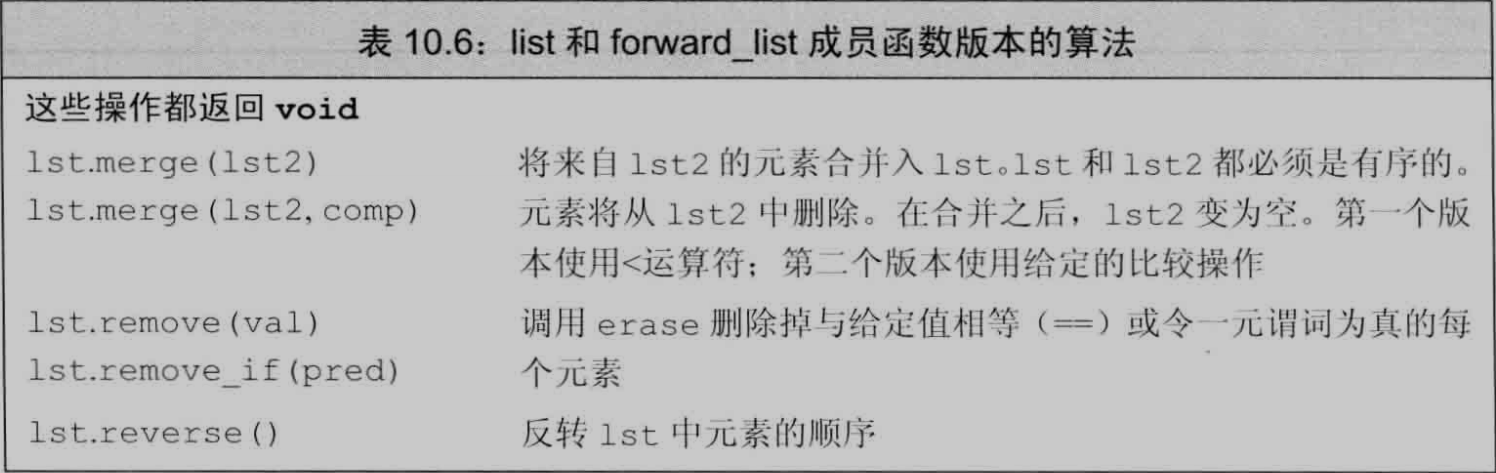 表 10.6：list 和 forward_list 成员函数版本的算法
这些操作都返回 void
lst.merge(lst2) 将来自 lst2 的元素合并入 lst。lst 和 lst2 都必须是有序的。
lst.merge(lst2,comp) 元素将从 lst2 中删除。在合并之后，lst2 变为空。第一个版
本使用<运算符；第二个版本使用给定的比较操作
lst.remove(val) 调用 erase 删除掉与给定值相等（==）或令一元谓词为真的每
lst.remove_if(pred) 个元素
lst.reverse() 反转 lst 中元素的顺序